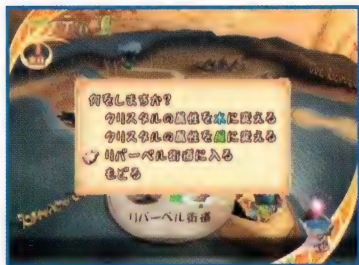 何をしますか?
クリスタルの属性を水に変える
クリスタルの属性を風に変える
リバーベル街道に入る
もどる
リバーベル街道